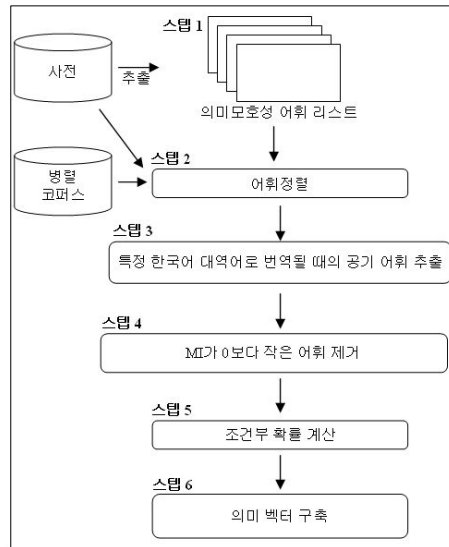 스텝 1
사전
추출
의미모호성 어휘 리스트
스텝 2
병렬
코퍼스
어휘정렬
스텝 3
특정 한국어 대역어로 번역될 때의 공기 어휘 추출
스텝 4
MI가 0보다 작은 어휘 제거
스텝 5
조건부 확률 계산
스텝 6
의미 벡터 구축